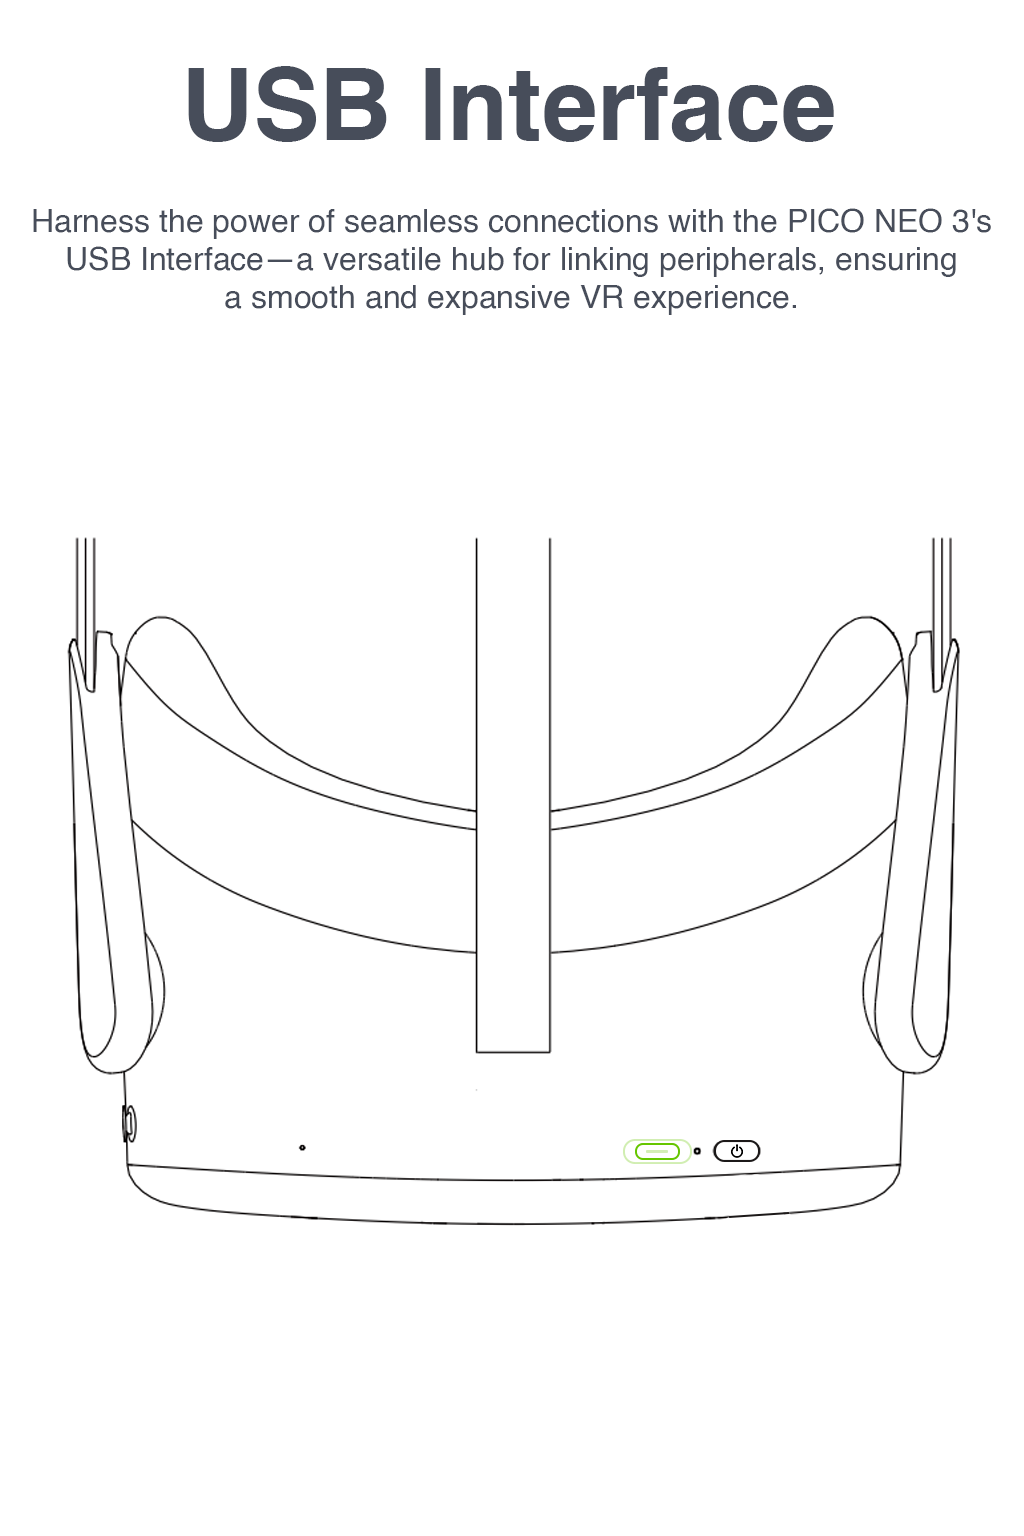 USB Interface
Harness the power of seamless connections with the PICO NEO 3's
USB Interface—a versatile hub for linking peripherals, ensuring
a smooth and expansive VR experience.